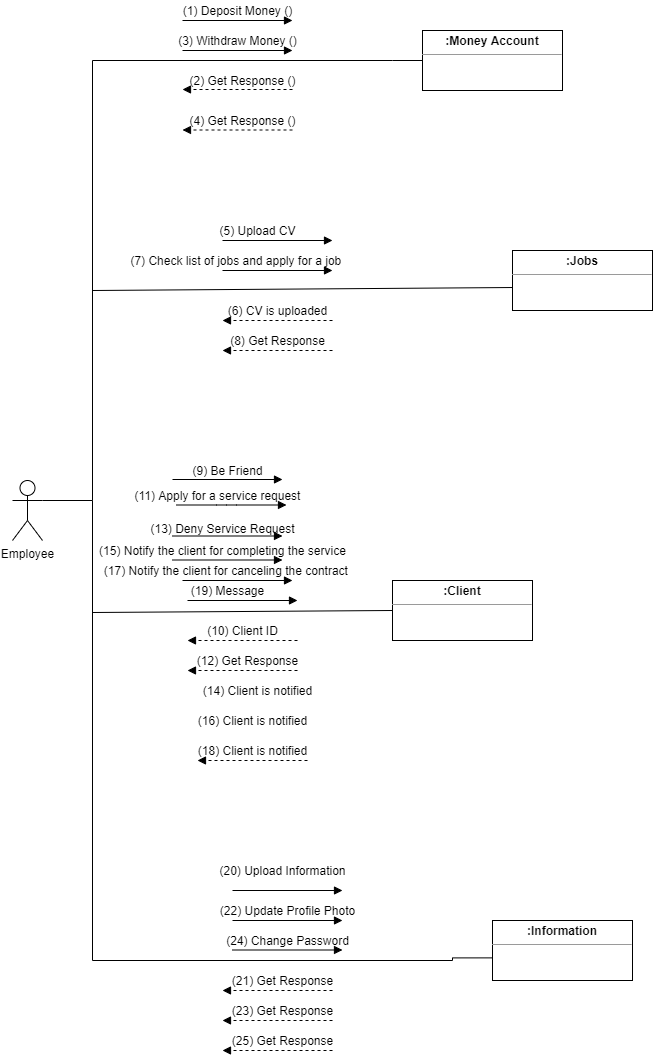 (1) Deposit Money ()
(3) Withdraw Money ()
:Money Account
(2) Get Response ()
(4) Get Response ()
(5) Upload CV
(7) Check list of jobs and apply for a job
:Jobs
(6) CV is uploaded
(8) Get Response
(9) Be Friend
(11) Apply for a service request
(13) Deny Service Request
Employee
(15) Notify the client for completing the service
(17) Notify the client for canceling the contract
(19) Message
:Client
(10) Client ID
(12) Get Response
(14) Client is notified
(16) Client is notified
(18) Client is notified
(20) Upload Information
(22) Update Profile Photo
:Information
(24) Change Password
(21) Get Response
(23) Get Response
(25) Get Response